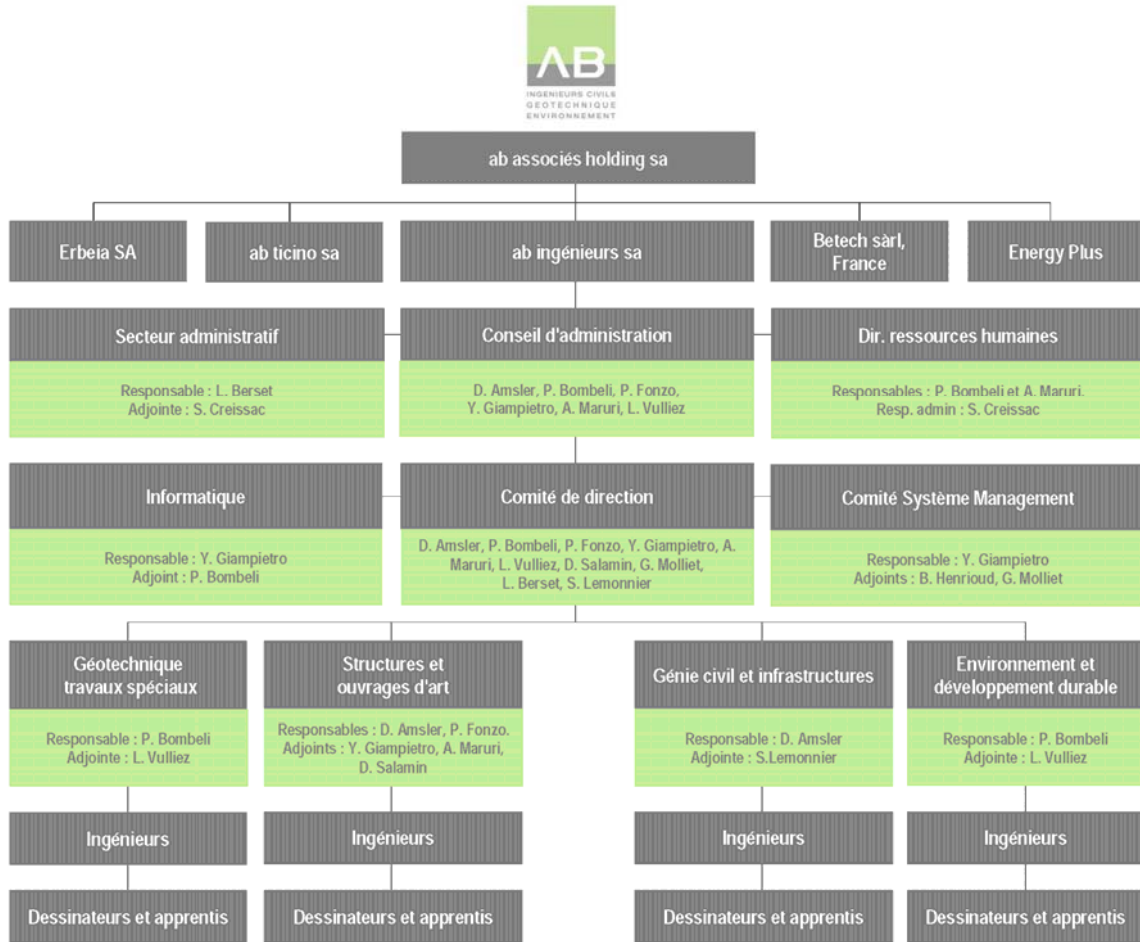 AB
INGENIEURS CIVILE
GEOTECHNIQUE
ENVIRONNEMENT
ab associés holding sa
Erbeia SA
ab ticino sa
ab ingénieurs sa
Betech sàrl,
France
Energy Plus
Secteur administratif
Responsable : L. Berset
Adjointe : S. Creissac
Conseil d'administration
D. Amsler, P. Bombeli, P. Fonzo,
Y. Giampietro, A. Maruri, L. Vulliez
Dir. ressources humaines
Responsables : P. Bombeli et A. Maruri.
Resp. admin : S. Creissac
Informatique
Responsable : Y. Giampietro
Adjoint : P. Bombeli
Comité de direction
D. Amsler, P. Bombeli, P. Fonzo, Y. Giampietro, A.
Maruri, L. Vulliez, D. Salamin, G. Molliet,
L. Berset, S. Lemonnier
Comité Système Management
Responsable : Y. Giampietro
Adjoints : B. Henrioud, G. Molliet
Géotechnique
travaux spéciaux
Responsable : P. Bombeli
Adjointe : L. Vulliez
Structures et
ouvrages d'art
Responsables : D. Amsler, P. Fonzo.
Adjoints : Y. Giampietro, A. Maruri,
D. Salamin
Génie civil et infrastructures
Responsable : D. Amsler
Adjointe : S.Lemonnier
Environnement et
développement durable
Responsable : P. Bombeli
Adjointe : L. Vulliez
Ingénieurs
Ingénieurs
Ingénieurs
Ingénieurs
Dessinateurs et apprentis
Dessinateurs et apprentis
Dessinateurs et apprentis
Dessinateurs et apprentis